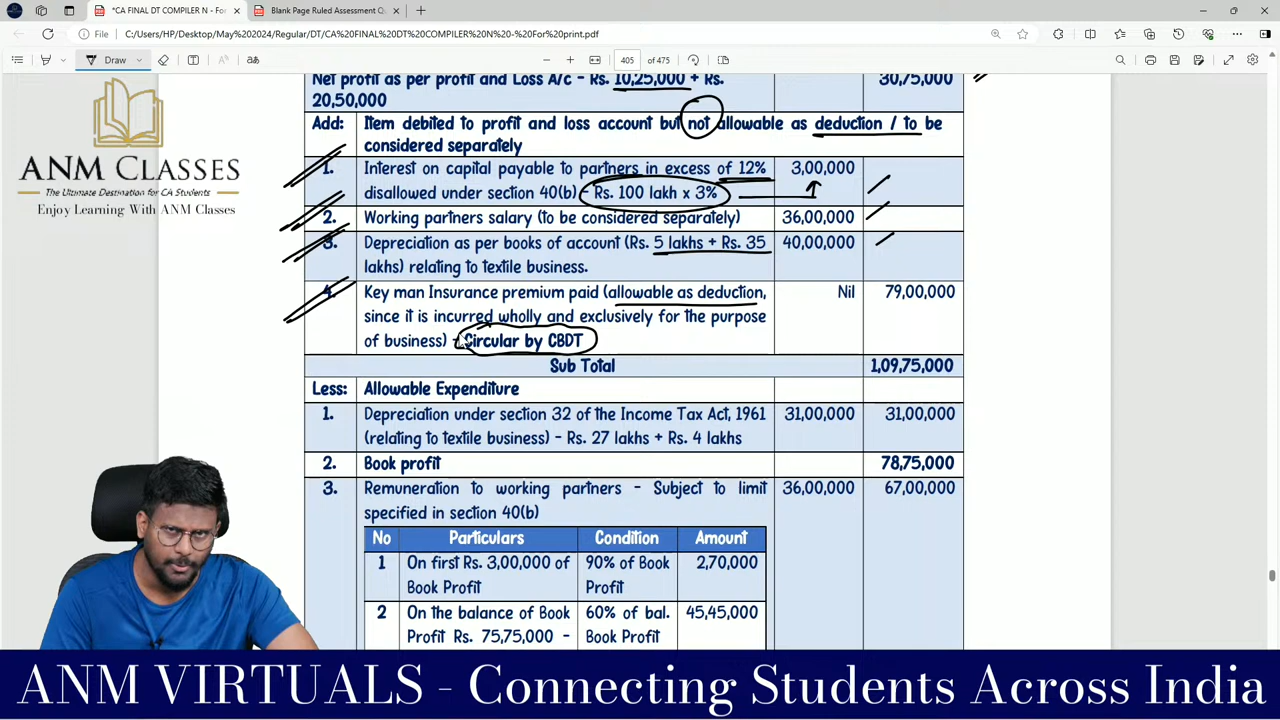 *CA FINAL DT COMPILER N - Fo
Blank Page Ruled Assessment Q
File
C:/Users/HP/Desktop/May%202024/Regular/DT/CA%20FINAL%20DT%20COMPILER%20N%20-%20For%20print.pdf
Draw
405
of 475
ANM CLASSES
The Ultimate Destination for CA Students
Enjoy Learning With ANM Classes
Net profit as per profit and Loss A/c - Rs. 10,25,000 + Rs. 30,75,000
20,50,000
Add: Item debited to profit and loss account but not allowable as deduction / to be
considered separately
1. Interest on capital payable to partners in excess of 12% 3,00,000
disallowed under section 40(b) - Rs. 100 lakh x 3%
2. Working partners salary (to be considered separately) 36,00,000
3. Depreciation as per books of account (Rs. 5 lakhs + Rs. 35 40,00,000
lakhs) relating to textile business.
4. Key man Insurance premium paid (allowable as deduction, Nil 79,00,000
since it is incurred wholly and exclusively for the purpose
of business) - Circular by CBDT
Sub Total 1,09,75,000
Less: Allowable Expenditure
1. Depreciation under section 32 of the Income Tax Act, 1961 31,00,000 31,00,000
(relating to textile business) - Rs. 27 lakhs + Rs. 4 lakhs
2. Book profit 78,75,000
3. Remuneration to working partners - Subject to limit 36,00,000 67,00,000
specified in section 40(b)
No Particulars Condition Amount
1 On first Rs. 3,00,000 of 90% of Book 2,70,000
Book Profit Profit
2 On the balance of Book 60% of bal. 45,45,000
Profit Rs. 75,75,000 - Book Profit
ANM VIRTUALS - Connecting Students Across India